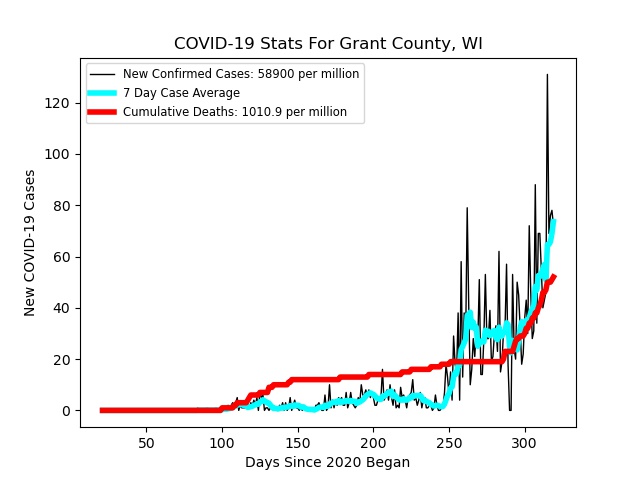 COVID-19 Stats For Grant County, WI
New Confirmed Cases: 58900 per million
7 Day Case Average
Cumulative Deaths: 1010.9 per million
New COVID-19 Cases
120
100
80
60
40
20
0
50 100 150 200 250 300
Days Since 2020 Began